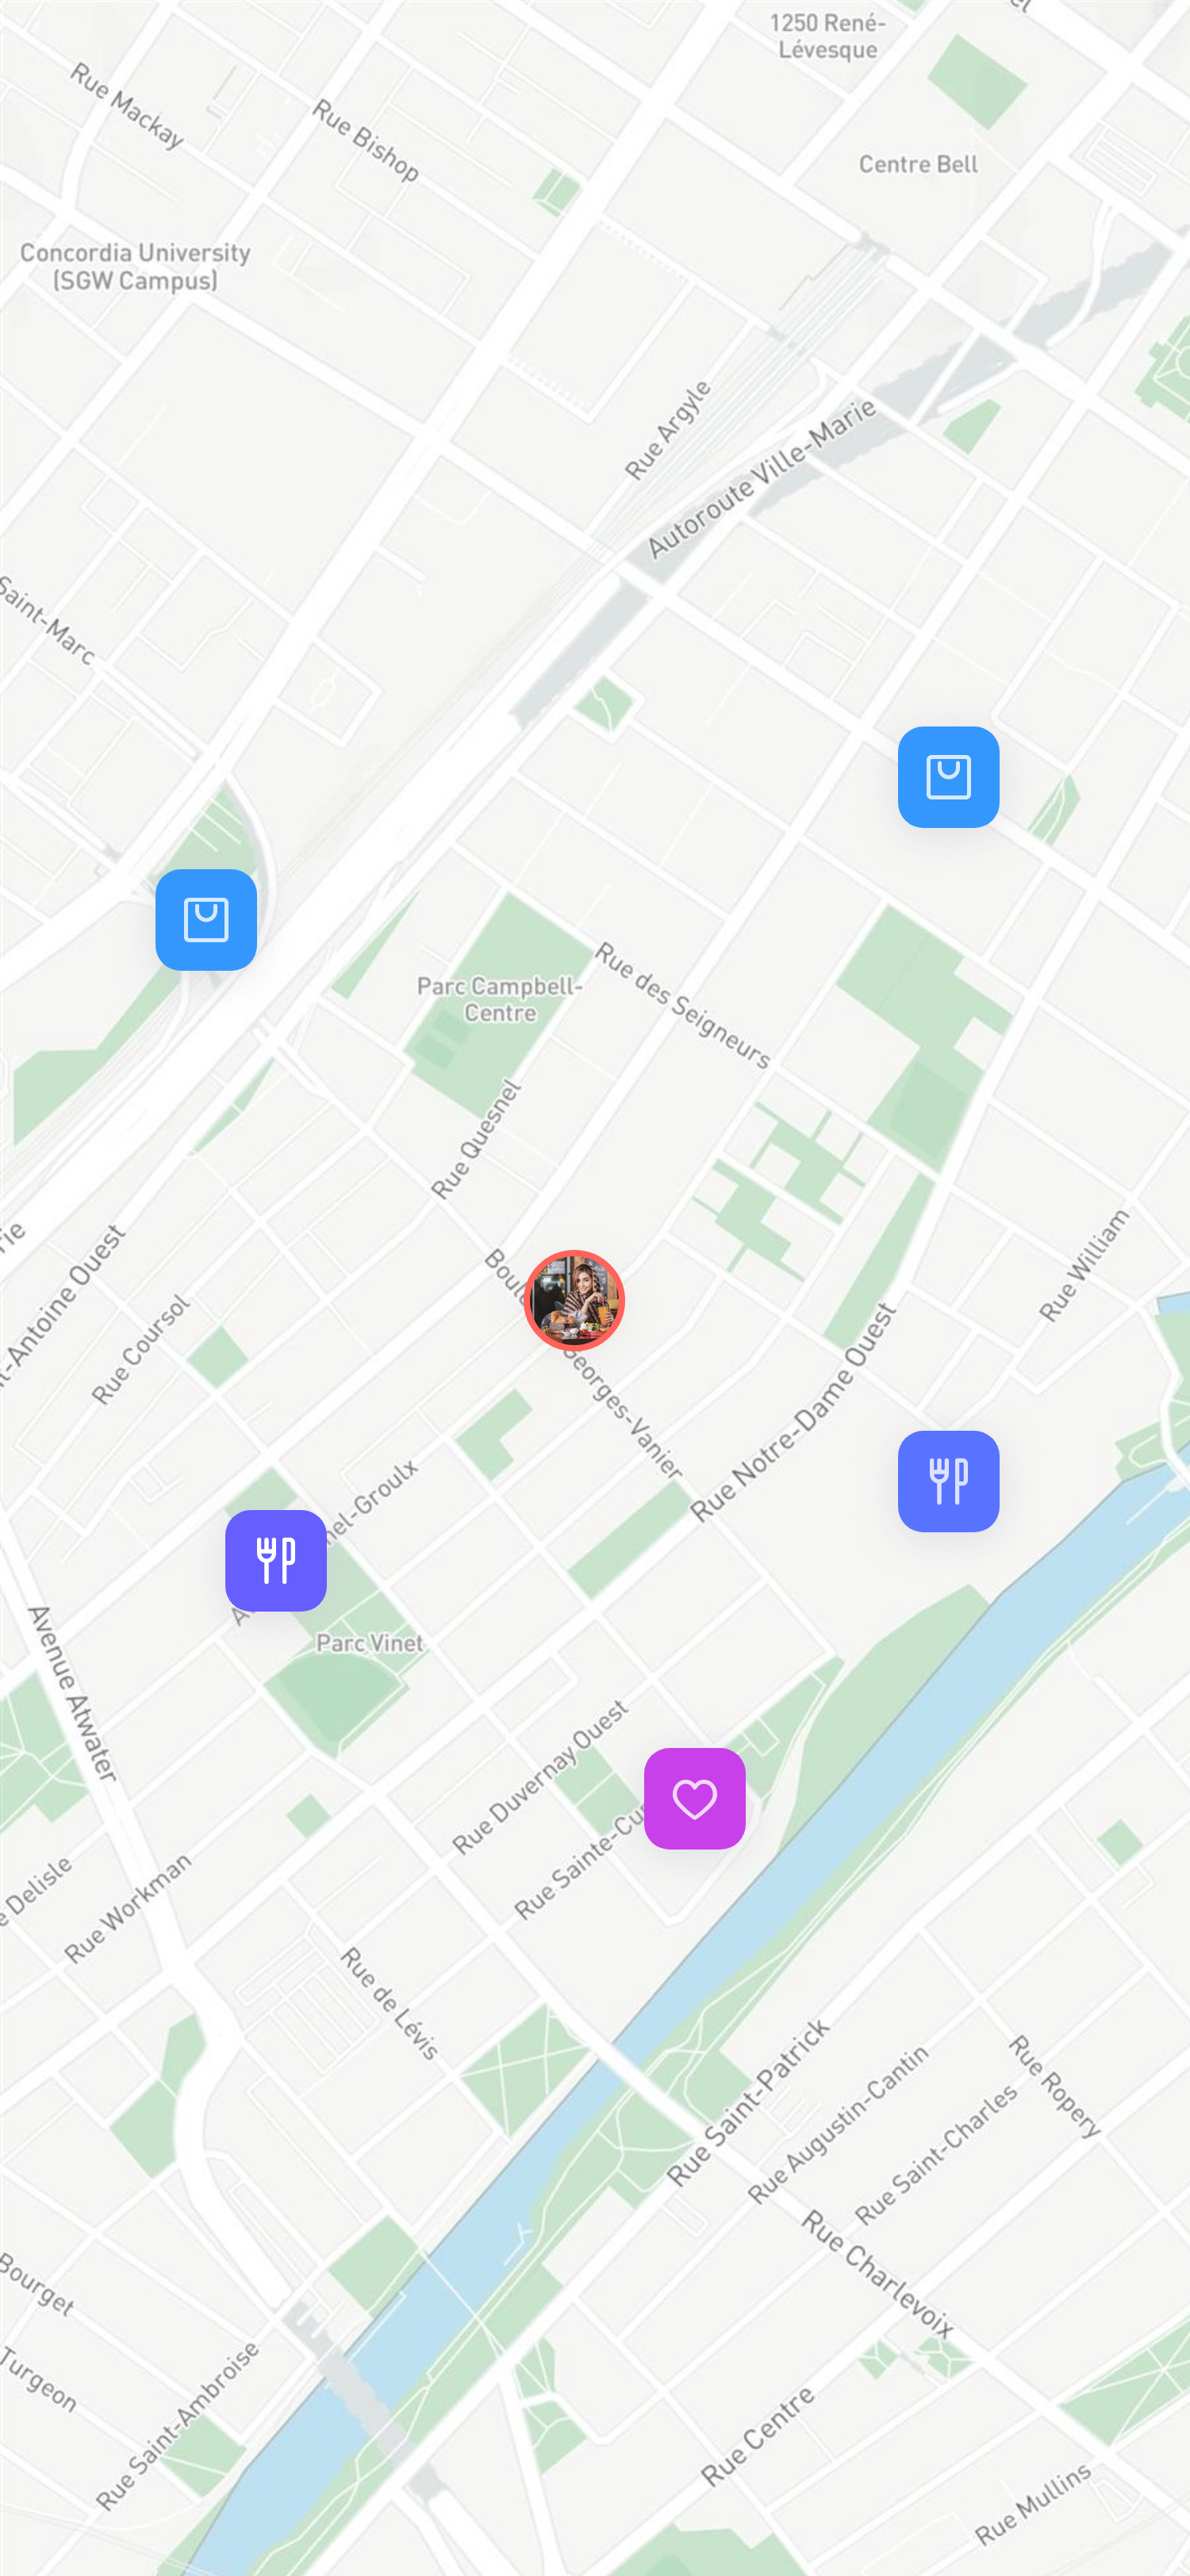 1250 René-
Lévesque
Rue Mackay
Rue Bishop
Centre Bell
Concordia University
(SGW Campus)
Rue Argyle
Autoroute Ville-Marie
Saint-Marc
Parc Campbell-
Centre
Rue des Seigneurs
Rue Quesnel
Rue William
t-Antoine Ouest
Rue Coursol
Georges-Vanier
Rue Notre-Dame Ouest
nel-Groulx
Parc Vinet
Avenue Atwater
Rue Duvernay Ouest
Rue Sainte-Cu
Delisle
Rue Workman
Rue de Lévis
Rue Saint-Patrick
Rue Augustin-Cantin
Rue Saint-Charles
Rue Ropery
Rue Charlevoix
Bourget
Turgeon
Rue Saint-Ambroise
Rue Centre
Rue Mullins